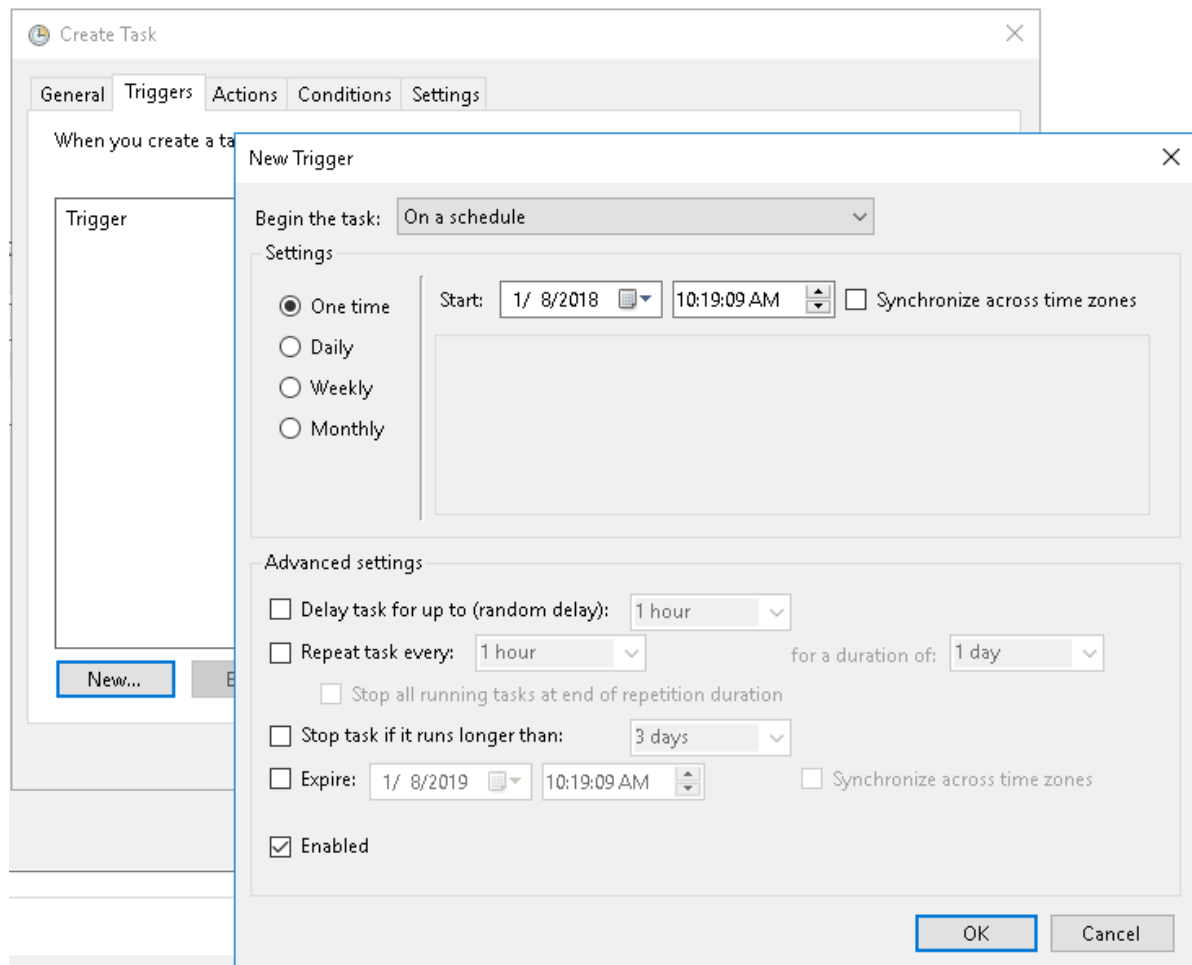 Create Task
General Triggers Actions Conditions Settings
When you create a ta
New Trigger
Trigger
Begin the task: On a schedule
Settings
One time
Start: 1/ 8/2018 10:19:09 AM Synchronize across time zones
Daily
Weekly
Monthly
Advanced settings
Delay task for up to (random delay): 1 hour
Repeat task every: 1 hour for a duration of: 1 day
New... E
Stop all running tasks at end of repetition duration
Stop task if it runs longer than: 3 days
Expire: 1/ 8/2019 10:19:09 AM Synchronize across time zones
Enabled
OK Cancel